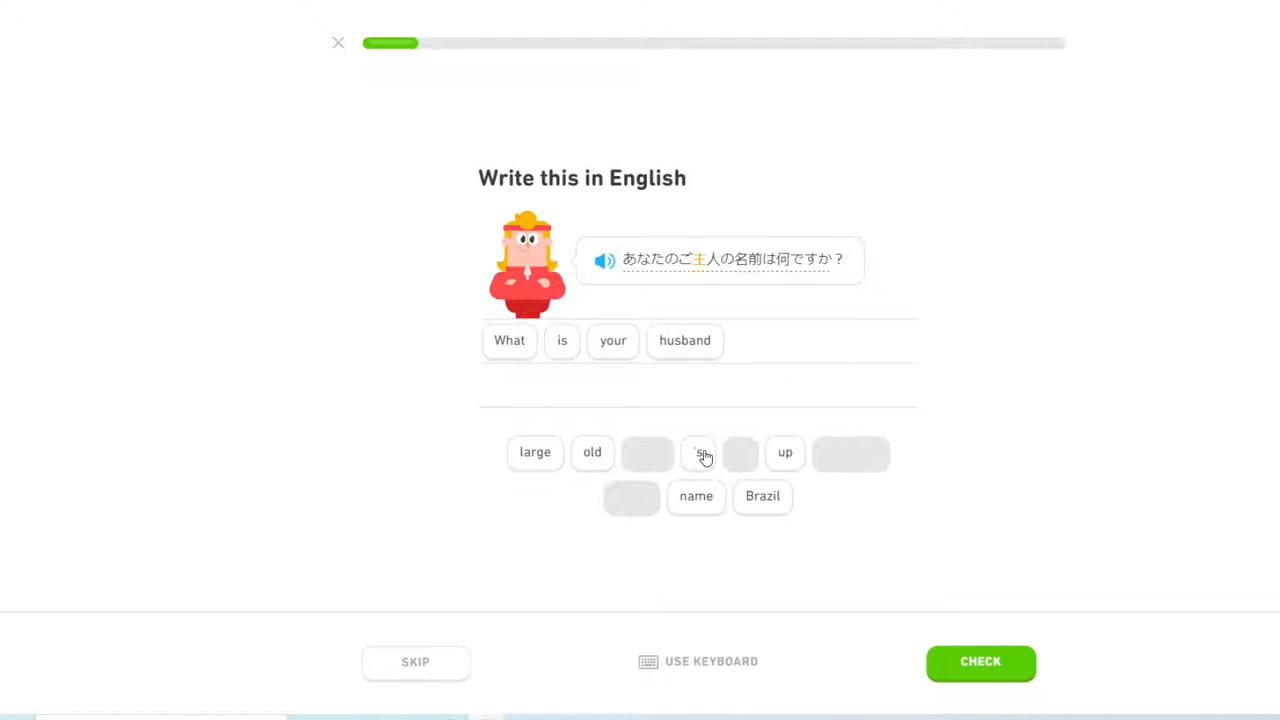 Write this in English
あなたのご主人の名前は何ですか？
What is your husband
large old 's up
name Brazil
SKIP USE KEYBOARD CHECK